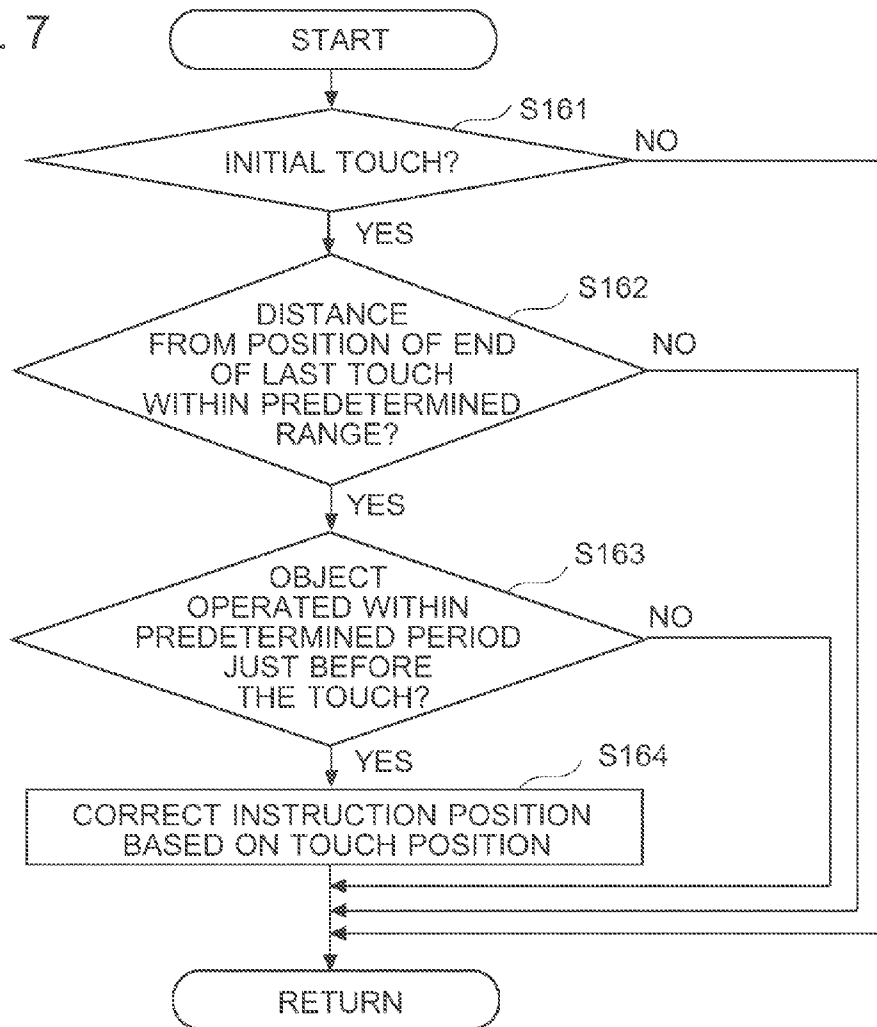 . 7
START
S161
INITIAL TOUCH?
NO
YES
S162
DISTANCE
FROM POSITION OF END
OF LAST TOUCH
WITHIN PREDETERMINED
RANGE?
NO
YES
S163
OBJECT
OPERATED WITHIN
PREDETERMINED PERIOD
JUST BEFORE
THE TOUCH?
NO
YES
S164
CORRECT INSTRUCTION POSITION
BASED ON TOUCH POSITION
RETURN